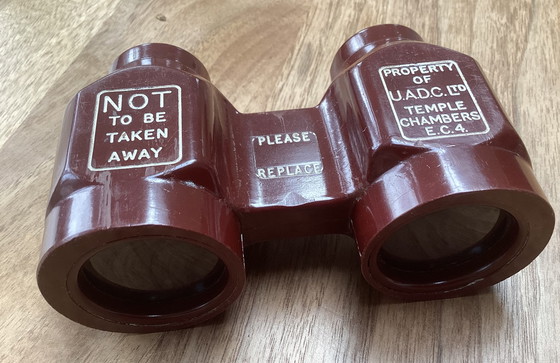 NOT
TO BE
TAKEN
AWAY
PLEASE
REPLACE
PROPERTY
OF
U.A.D.C. LTD
TEMPLE
CHAMBERS
E.C.4.